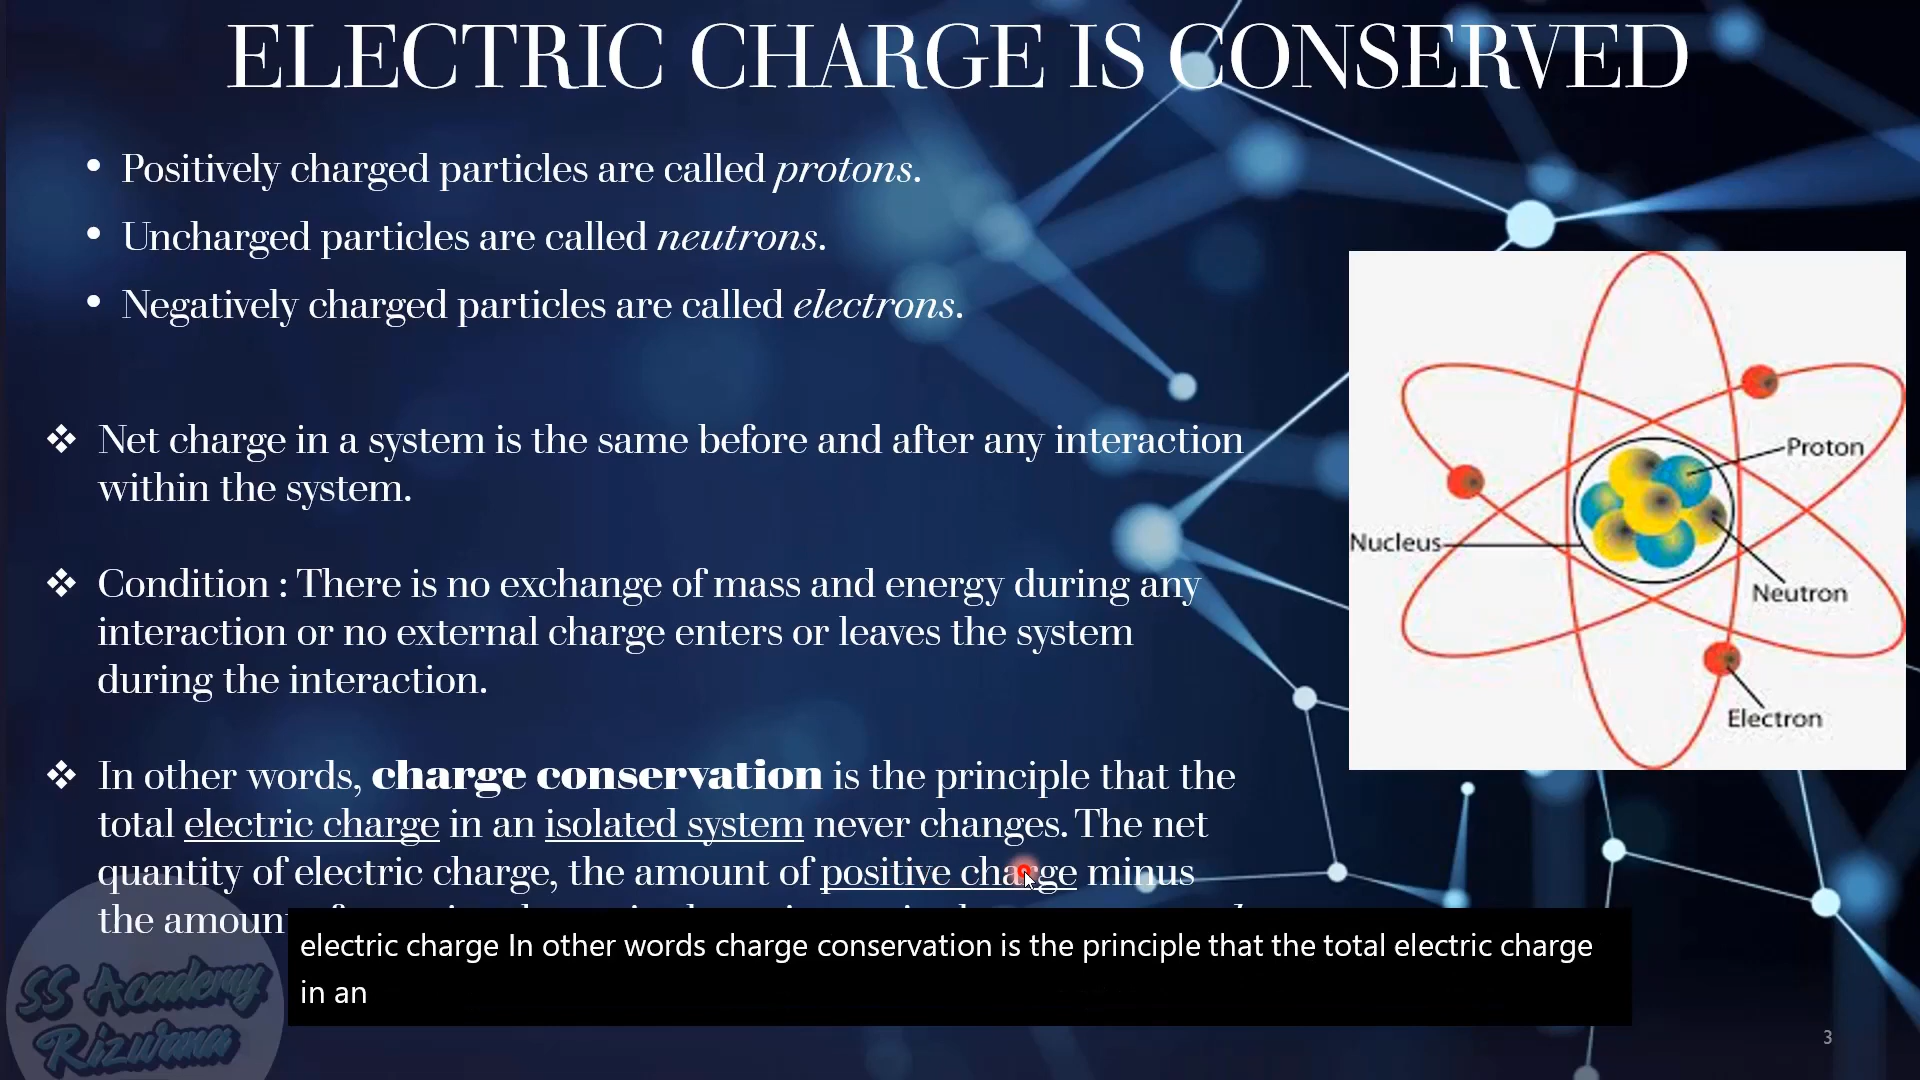 ELECTRIC CHARGE IS CONSERVED
• Positively charged particles are called protons.
• Uncharged particles are called neutrons.
• Negatively charged particles are called electrons.
❖ Net charge in a system is the same before and after any interaction
within the system.
❖ Condition : There is no exchange of mass and energy during any
interaction or no external charge enters or leaves the system
during the interaction.
❖ In other words, charge conservation is the principle that the
total electric charge in an isolated system never changes. The net
quantity of electric charge, the amount of positive charge minus
the amount
Proton
Nucleus
Neutron
Electron
electric charge In other words charge conservation is the principle that the total electric charge
in an
SS Academy
Rizwana
3